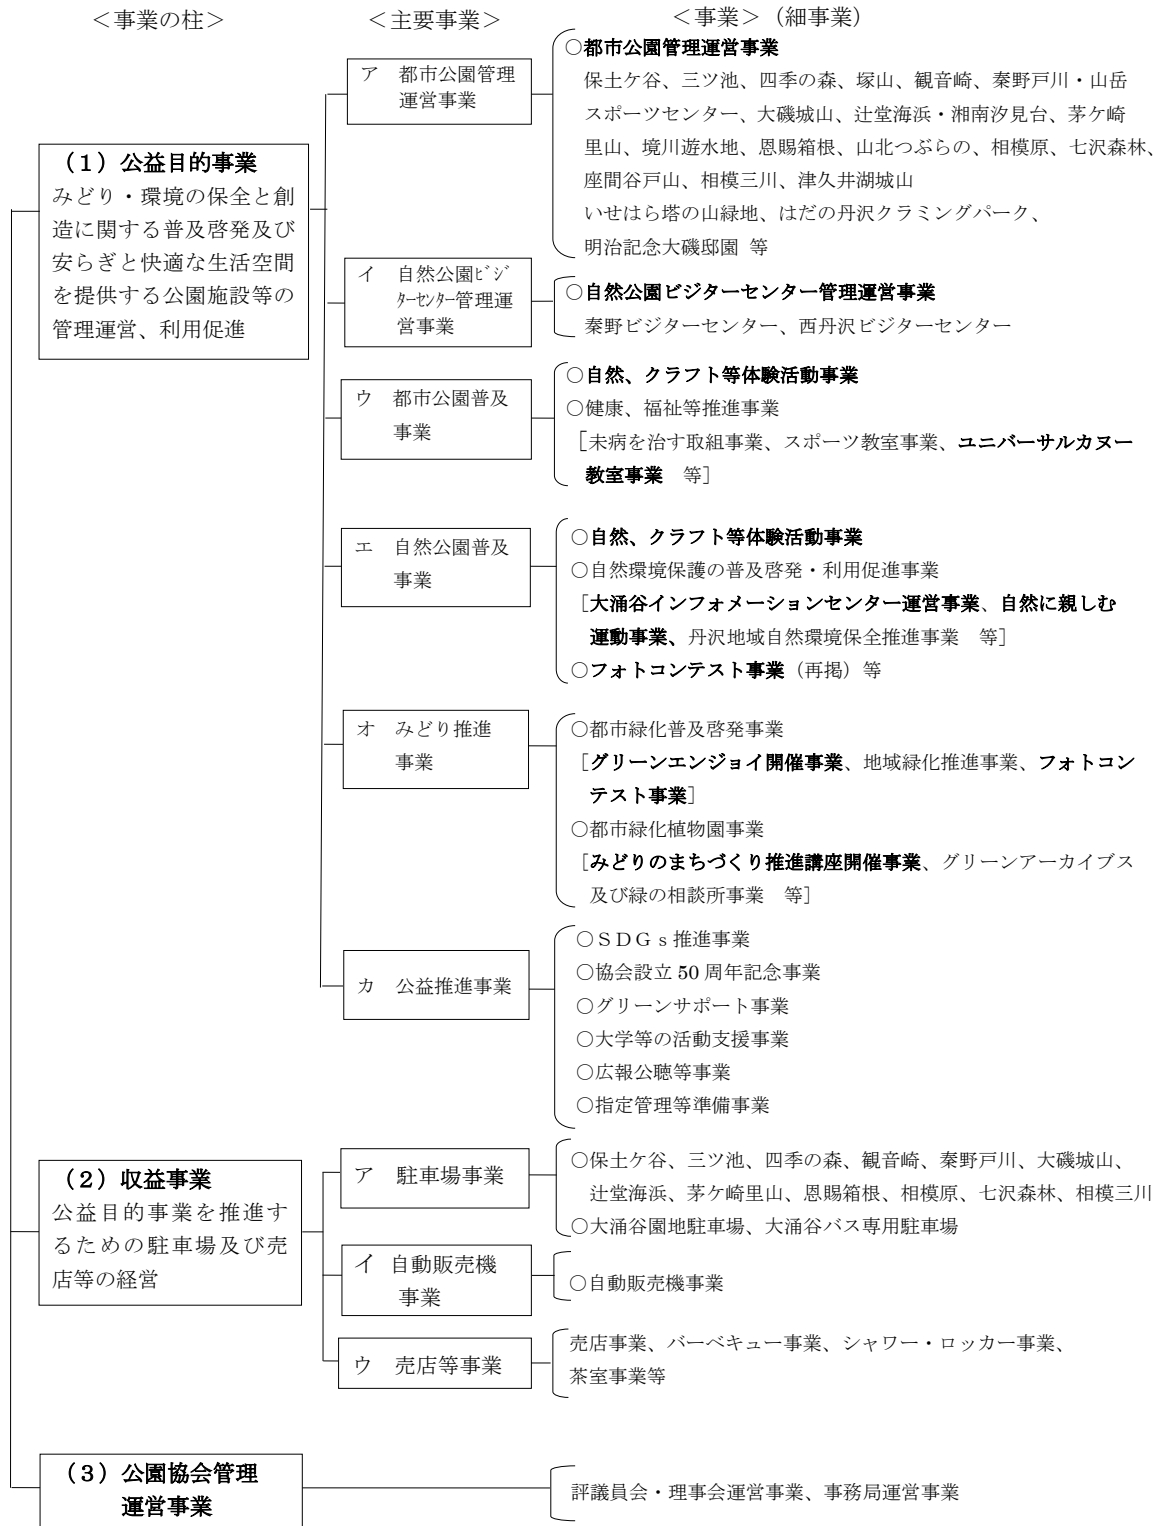 ＜事業の柱＞
＜主要事業＞
＜事業＞（細事業）
（１）公益目的事業
みどり・環境の保全と創
造に関する普及啓発及び
安らぎと快適な生活空間
を提供する公園施設等の
管理運営、利用促進
ア　都市公園管理
運営事業
○都市公園管理運営事業
保土ケ谷、三ツ池、四季の森、塚山、観音崎、秦野戸川・山岳
スポーツセンター、大磯城山、辻堂海浜・湘南汐見台、茅ケ崎
里山、境川遊水地、恩賜箱根、山北つぶらの、相模原、七沢森林、
座間谷戸山、相模三川、津久井湖城山
いせはら塔の山緑地、はだの丹沢クラミングパーク、
明治記念大磯邸園 等
イ　自然公園ﾋﾞｼﾞ
ﾀｰｾﾝﾀｰ管理運
営事業
○自然公園ビジターセンター管理運営事業
秦野ビジターセンター、西丹沢ビジターセンター
ウ　都市公園普及
事業
○自然、クラフト等体験活動事業
○健康、福祉等推進事業
［未病を治す取組事業、スポーツ教室事業、ユニバーサルカヌー
教室事業　等］
エ　自然公園普及
事業
○自然、クラフト等体験活動事業
○自然環境保護の普及啓発・利用促進事業
［大涌谷インフォメーションセンター運営事業、自然に親しむ
運動事業、丹沢地域自然環境保全推進事業　等］
○フォトコンテスト事業（再掲）等
オ　みどり推進
事業
○都市緑化普及啓発事業
［グリーンエンジョイ開催事業、地域緑化推進事業、フォトコン
テスト事業］
○都市緑化植物園事業
［みどりのまちづくり推進講座開催事業、グリーンアーカイブス
及び緑の相談所事業　等］
カ　公益推進事業
○ＳＤＧｓ推進事業
○協会設立 50 周年記念事業
○グリーンサポート事業
○大学等の活動支援事業
○広報公聴等事業
○指定管理等準備事業
（２）収益事業
公益目的事業を推進す
るための駐車場及び売
店等の経営
ア　駐車場事業
○保土ケ谷、三ツ池、四季の森、観音崎、秦野戸川、大磯城山、
辻堂海浜、茅ケ崎里山、恩賜箱根、相模原、七沢森林、相模三川
○大涌谷園地駐車場、大涌谷バス専用駐車場
イ　自動販売機
事業
○自動販売機事業
ウ　売店等事業
売店事業、バーベキュー事業、シャワー・ロッカー事業、
茶室事業等
（３）公園協会管理
運営事業
評議員会・理事会運営事業、事務局運営事業